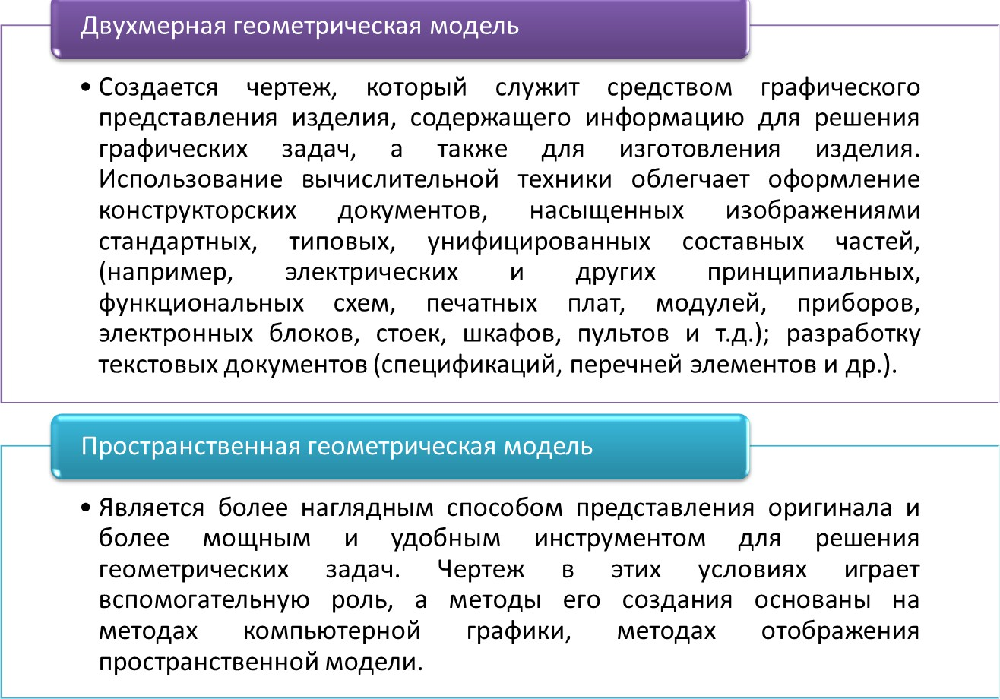 Двухмерная геометрическая модель
• Создается чертеж, который служит средством графического
представления изделия, содержащего информацию для решения
графических задач, а также для изготовления изделия.
Использование вычислительной техники облегчает оформление
конструкторских документов, насыщенных изображениями
стандартных, типовых, унифицированных составных частей,
(например, электрических и других принципиальных,
функциональных схем, печатных плат, модулей, приборов,
электронных блоков, стоек, шкафов, пультов и т.д.); разработку
текстовых документов (спецификаций, перечней элементов и др.).
Пространственная геометрическая модель
• Является более наглядным способом представления оригинала и
более мощным и удобным инструментом для решения
геометрических задач. Чертеж в этих условиях играет
вспомогательную роль, а методы его создания основаны на
методах компьютерной графики, методах отображения
пространственной модели.